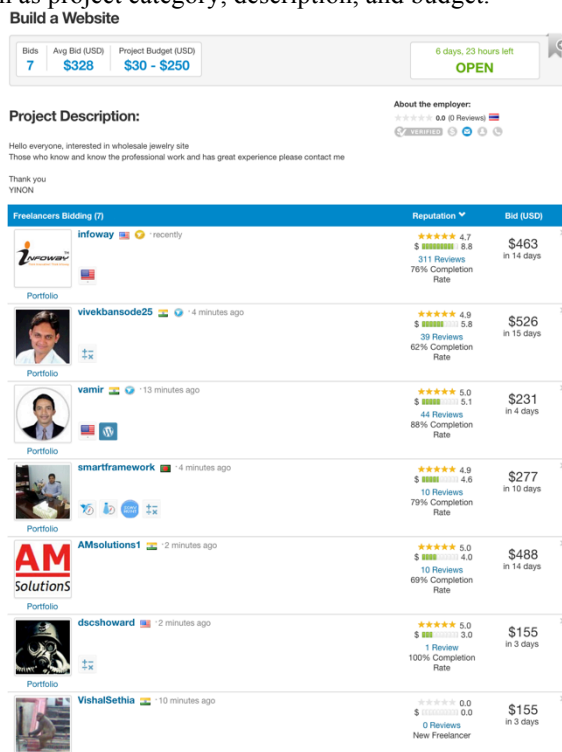 as project category, description, and budget.
Build a Website
Bids Avg Bid (USD) Project Budget (USD)
7 $328 $30 - $250
6 days, 23 hours left
OPEN
Project Description:
About the employer:
0.0 (0 Reviews)
VERIFIED
Hello everyone, interested in wholesale jewelry site
Those who know and know the professional work and has great experience please contact me
Thank you
YINON
Freelancers Bidding (7) Reputation Bid (USD)
INFOWAY
infoway · recently
Portfolio
4.7
$ 8.8
311 Reviews
76% Completion
Rate
$463
in 14 days
vivekbansode25 · 4 minutes ago
Portfolio
4.9
$ 5.8
39 Reviews
62% Completion
Rate
$526
in 15 days
vamir · 13 minutes ago
Portfolio
5.0
$ 5.1
44 Reviews
88% Completion
Rate
$231
in 4 days
smartframework · 4 minutes ago
Portfolio
4.9
$ 4.6
10 Reviews
79% Completion
Rate
$277
in 10 days
AM
SolutionS
AMsolutions1 · 2 minutes ago
Portfolio
5.0
$ 4.0
10 Reviews
69% Completion
Rate
$488
in 14 days
dscshoward · 2 minutes ago
Portfolio
5.0
$ 3.0
1 Review
100% Completion
Rate
$155
in 3 days
VishalSethia · 10 minutes ago
0.0
$ 0.0
0 Reviews
New Freelancer
$155
in 3 days